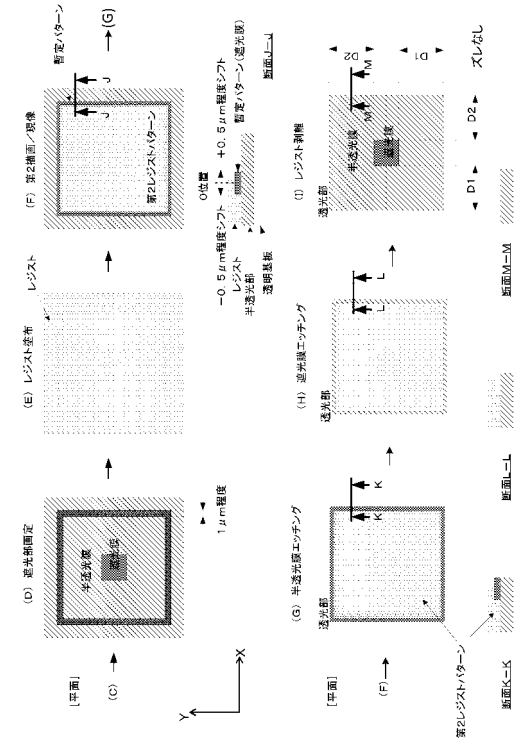 [平面]
(C)
Y
X
(D) 遮光部画定
半透光膜
遮光膜
1μm程度
(E) レジスト塗布
レジスト
(F) 第2描画/現像
暫定パターン
J
J
(G)
第2レジストパターン
0位置
-0.5μm程度シフト
+0.5μm程度シフト
レジスト
暫定パターン(遮光膜)
半透光部
透明基板
断面J-J
[平面]
(F)
(G) 半透光膜エッチング
透光部
K
K
第2レジストパターン
断面K-K
(H) 遮光膜エッチング
透光部
L
L
断面L-L
(I) レジスト剥離
透光部
半透光膜
遮光膜
M
M
D2
D1
D1
D2
断面M-M
ズレなし